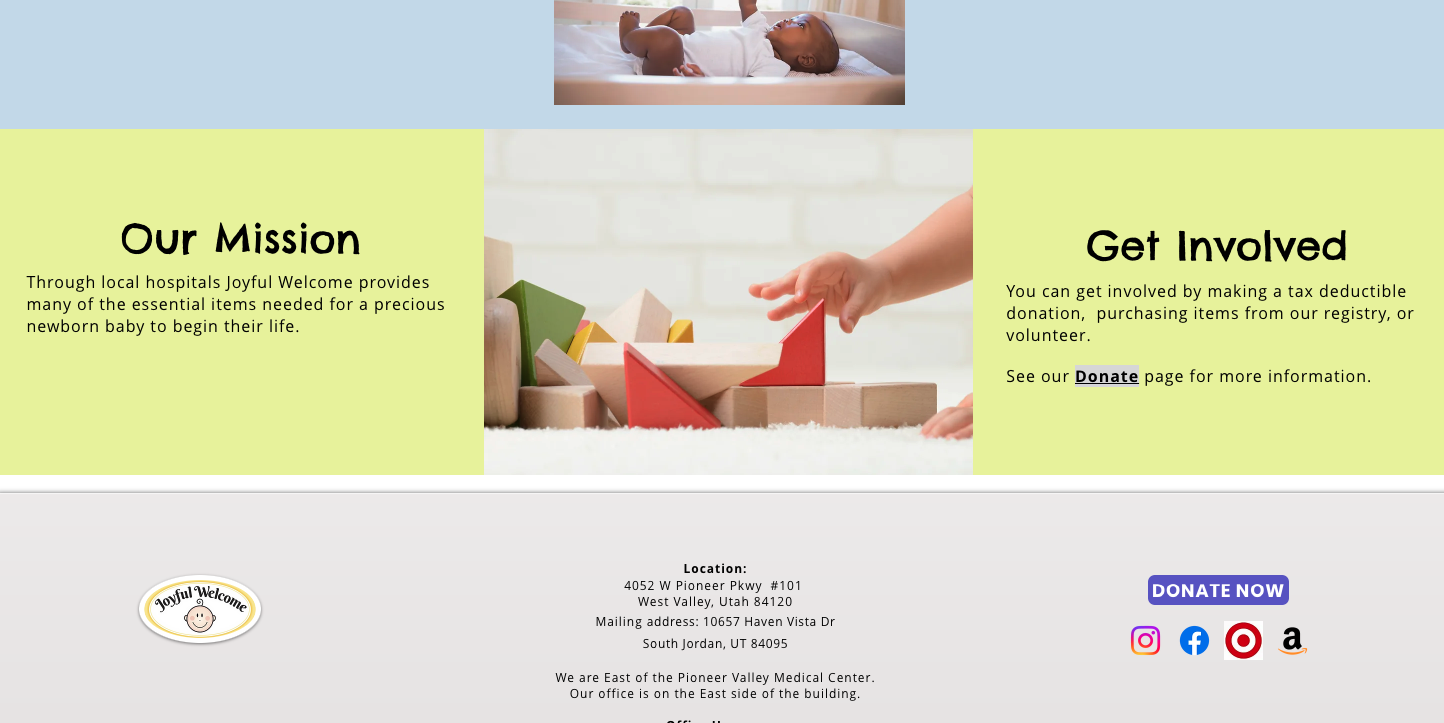 Our Mission
Through local hospitals Joyful Welcome provides
many of the essential items needed for a precious
newborn baby to begin their life.
Get Involved
You can get involved by making a tax deductible
donation,  purchasing items from our registry, or
volunteer.
See our Donate page for more information.
Joyful Welcome
Location:
4052 W Pioneer Pkwy  #101
West Valley, Utah 84120
Mailing address: 10657 Haven Vista Dr
South Jordan, UT 84095
We are East of the Pioneer Valley Medical Center.
Our office is on the East side of the building.
DONATE NOW
a